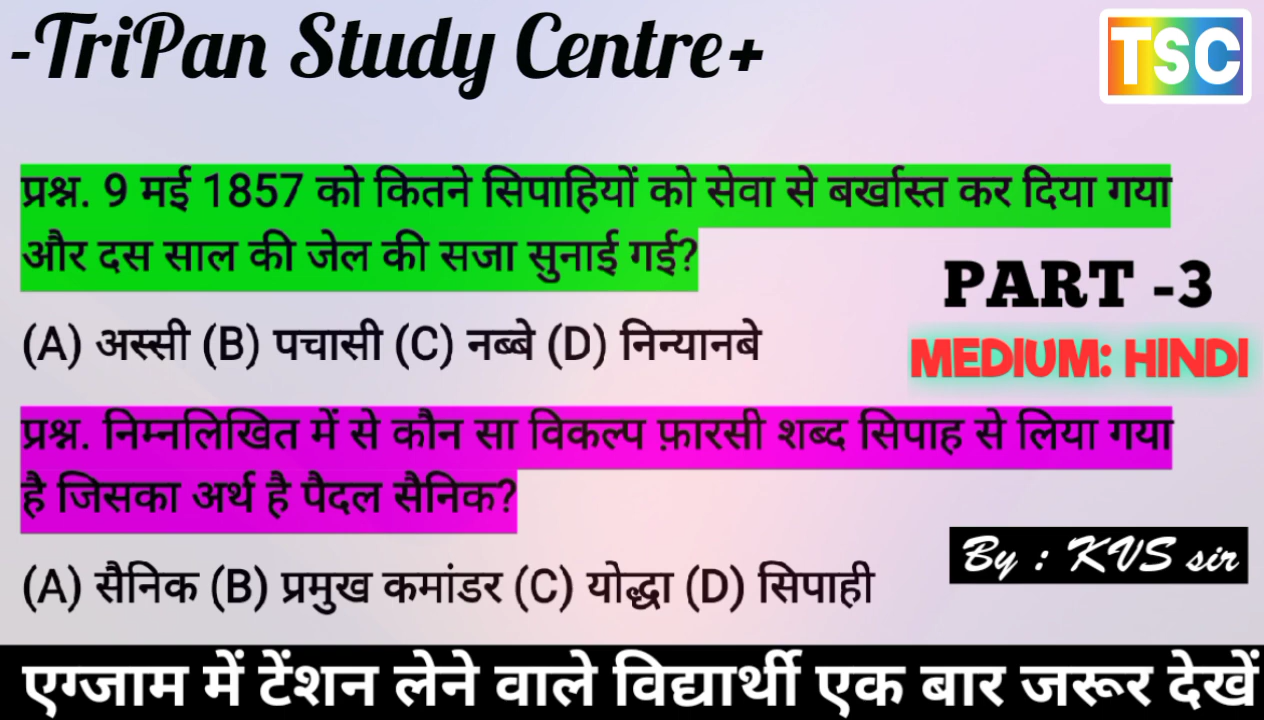 -TriPan Study Centre+
TSC
प्रश्न. 9 मई 1857 को कितने सिपाहियों को सेवा से बर्खास्त कर दिया गया
और दस साल की जेल की सजा सुनाई गई?
PART -3
(A) अस्सी (B) पचासी (C) नब्बे (D) निन्यानबे
MEDIUM: HINDI
प्रश्न. निम्नलिखित में से कौन सा विकल्प फ़ारसी शब्द सिपाह से लिया गया
है जिसका अर्थ है पैदल सैनिक?
By : KVS sir
(A) सैनिक (B) प्रमुख कमांडर (C) योद्धा (D) सिपाही
एग्जाम में टेंशन लेने वाले विद्यार्थी एक बार जरूर देखें